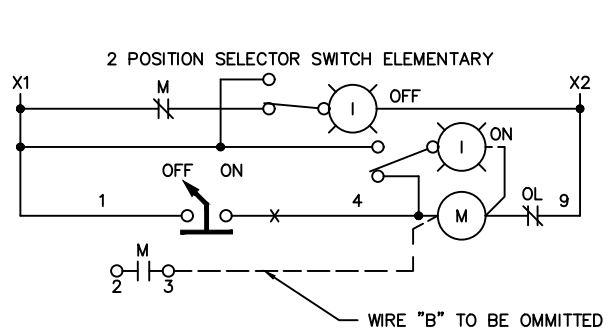 2 POSITION SELECTOR SWITCH ELEMENTARY
X1
X2
M
I
OFF
I
ON
OFF ON
1
X
4
M
OL
9
M
2
3
WIRE "B" TO BE OMMITTED